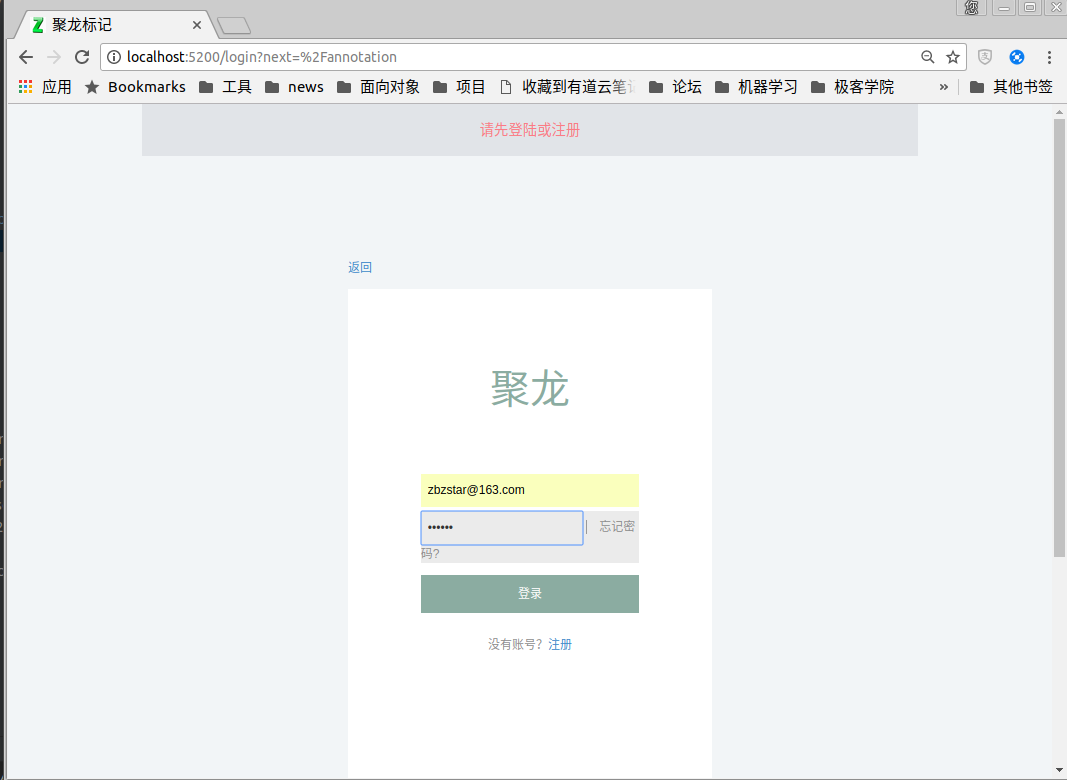 您
聚龙标记
localhost:5200/login?next=%2Fannotation
应用 Bookmarks 工具 news 面向对象 项目 收藏到有道云笔记 论坛 机器学习 极客学院 » 其他书签
请先登陆或注册
返回
聚龙
zbzstar@163.com
•••••• | 忘记密
码?
登录
没有账号? 注册